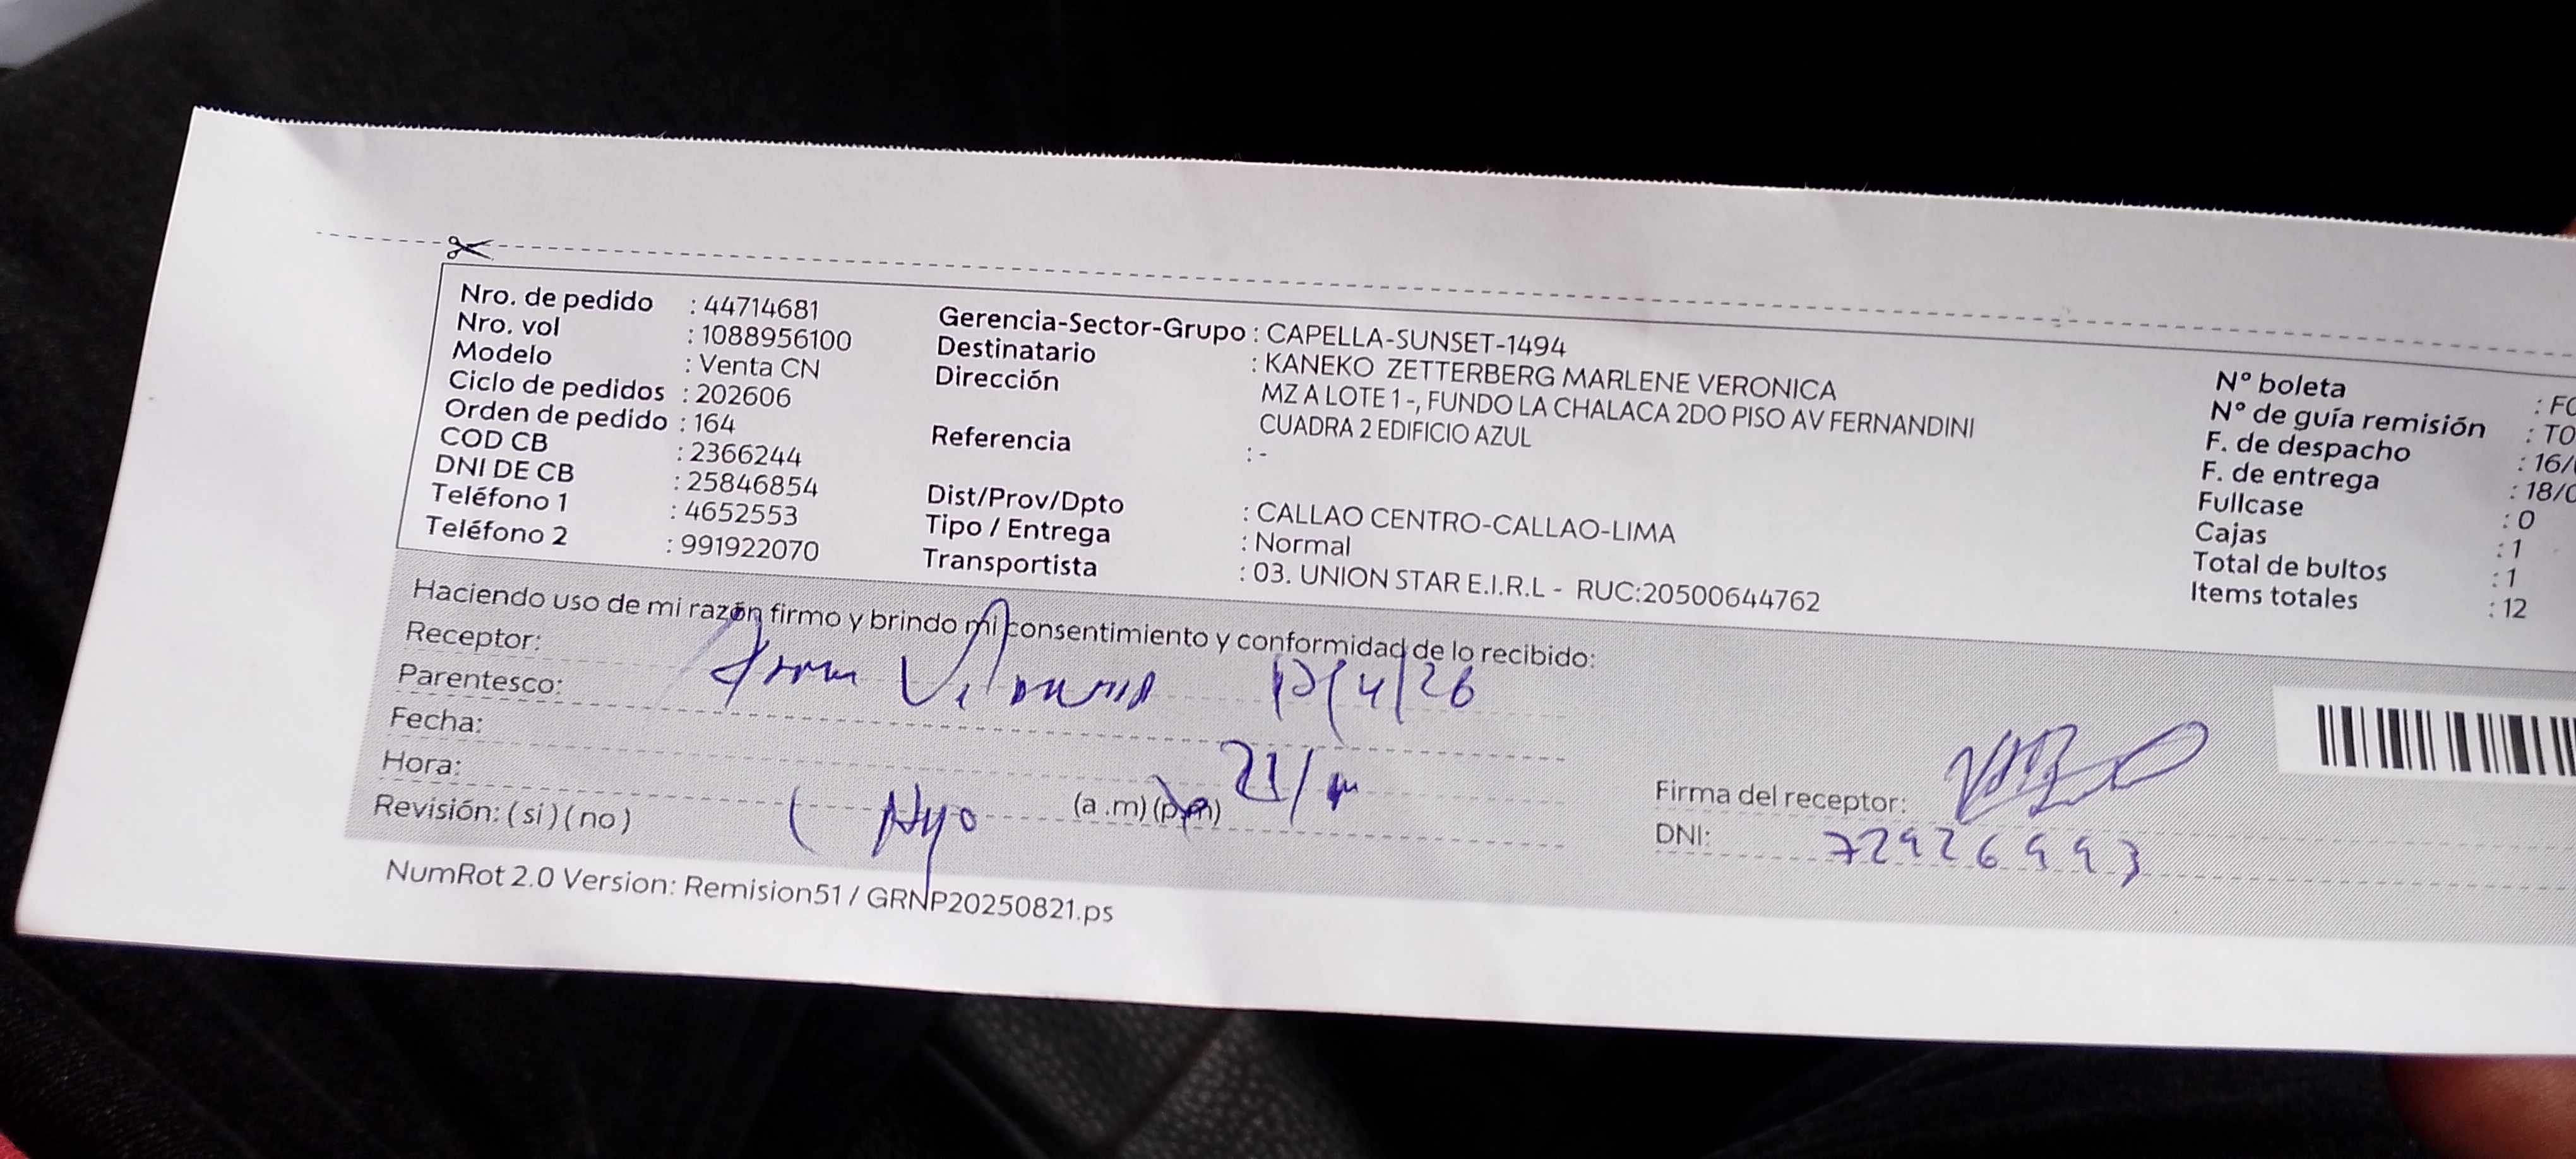 Nro. de pedido : 44714681
Nro. vol : 1088956100
Modelo : Venta CN
Ciclo de pedidos : 202606
Orden de pedido : 164
COD CB : 2366244
DNI DE CB : 25846854
Teléfono 1 : 4652553
Teléfono 2 : 991922070
Gerencia-Sector-Grupo : CAPELLA-SUNSET-1494
Destinatario : KANEKO ZETTERBERG MARLENE VERONICA
Dirección MZ A LOTE 1 -, FUNDO LA CHALACA 2DO PISO AV FERNANDINI
CUADRA 2 EDIFICIO AZUL
Referencia : -
Dist/Prov/Dpto : CALLAO CENTRO-CALLAO-LIMA
Tipo / Entrega : Normal
Transportista : 03. UNION STAR E.I.R.L - RUC:20500644762
N° boleta : FC
N° de guía remisión : TO
F. de despacho : 16/
F. de entrega : 18/0
Fullcase : 0
Cajas : 1
Total de bultos : 1
Items totales : 12
Haciendo uso de mi razón firmo y brindo mi consentimiento y conformidad de lo recibido:
Receptor:
Parentesco:
Fecha:
Hora: (a .m) (p.m)
Revisión: ( si ) ( no )
Firma del receptor:
DNI: 72926993
NumRot 2.0 Version: Remision51 / GRNP20250821.ps